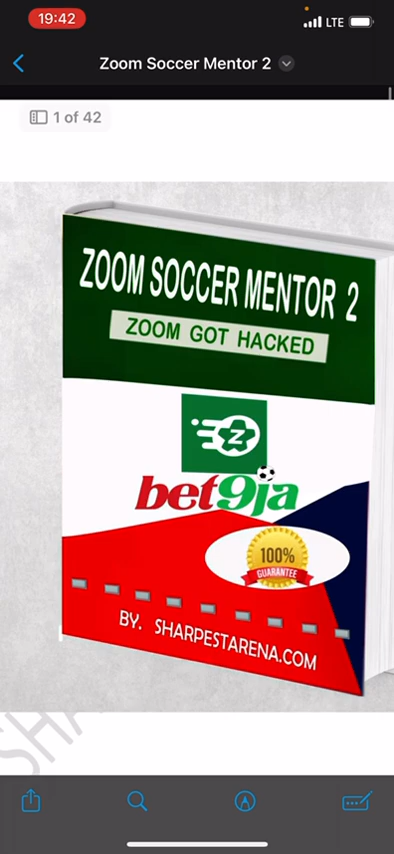 19:42
LTE
Zoom Soccer Mentor 2
1 of 42
ZOOM SOCCER MENTOR 2
ZOOM GOT HACKED
Z
bet9ja
100%
GUARANTEE
BY. SHARPESTARENA.COM
SHA